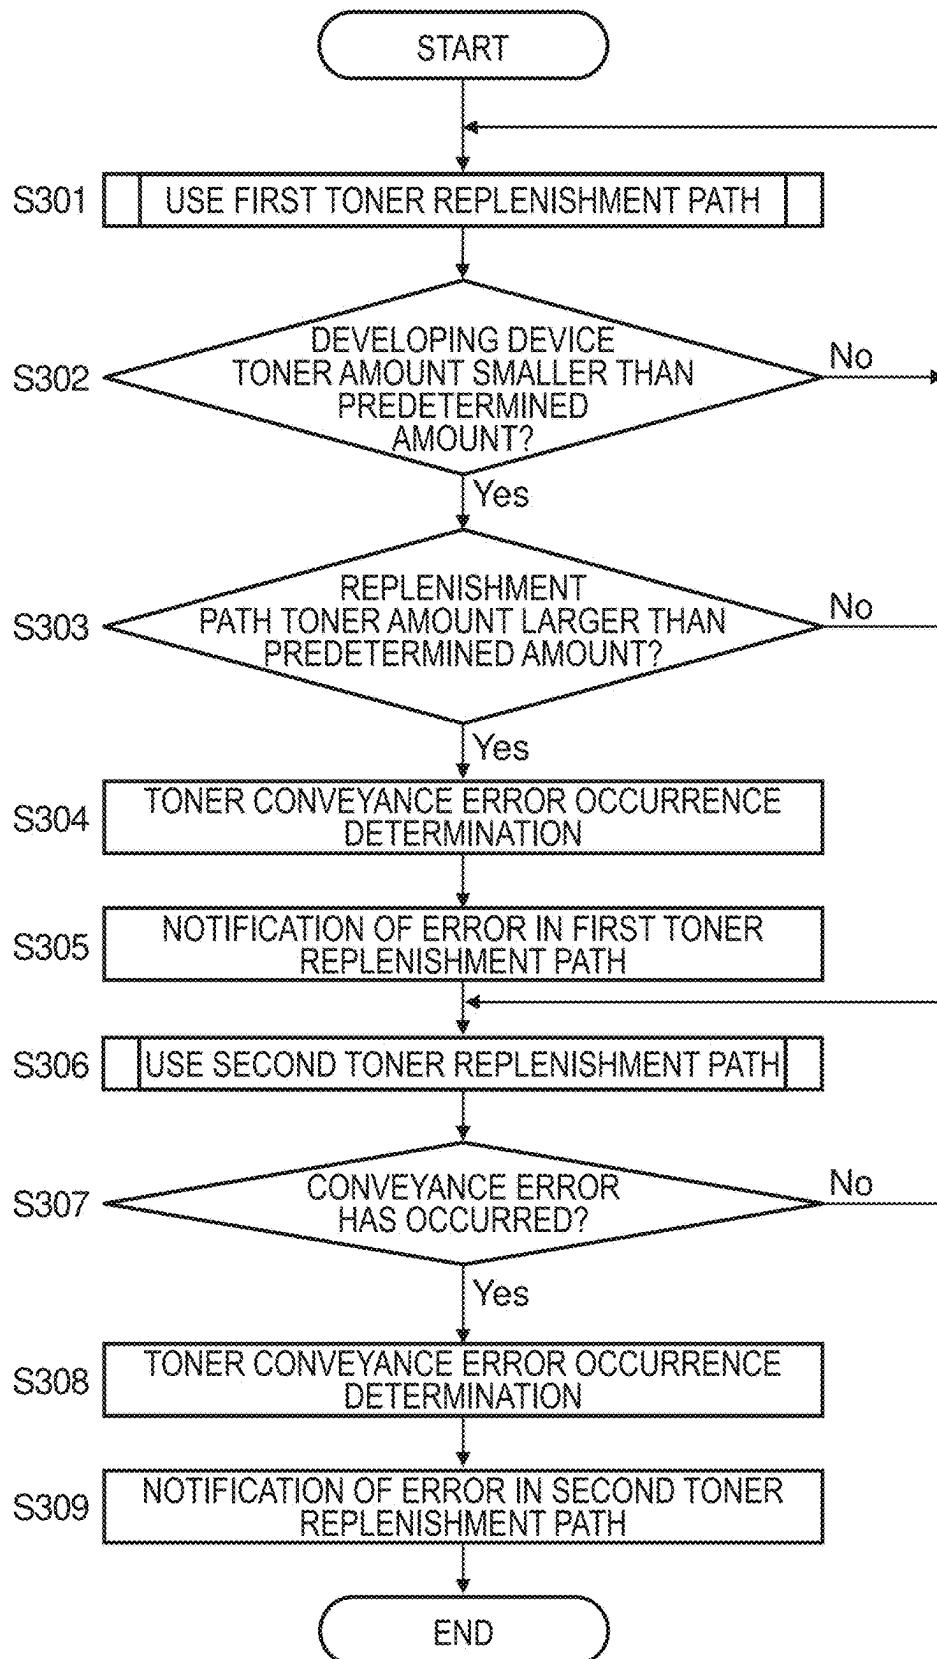 START
S301
USE FIRST TONER REPLENISHMENT PATH
S302
DEVELOPING DEVICE
TONER AMOUNT SMALLER THAN
PREDETERMINED
AMOUNT?
No
Yes
S303
REPLENISHMENT
PATH TONER AMOUNT LARGER THAN
PREDETERMINED AMOUNT?
No
Yes
S304
TONER CONVEYANCE ERROR OCCURRENCE
DETERMINATION
S305
NOTIFICATION OF ERROR IN FIRST TONER
REPLENISHMENT PATH
S306
USE SECOND TONER REPLENISHMENT PATH
S307
CONVEYANCE ERROR
HAS OCCURRED?
No
Yes
S308
TONER CONVEYANCE ERROR OCCURRENCE
DETERMINATION
S309
NOTIFICATION OF ERROR IN SECOND TONER
REPLENISHMENT PATH
END